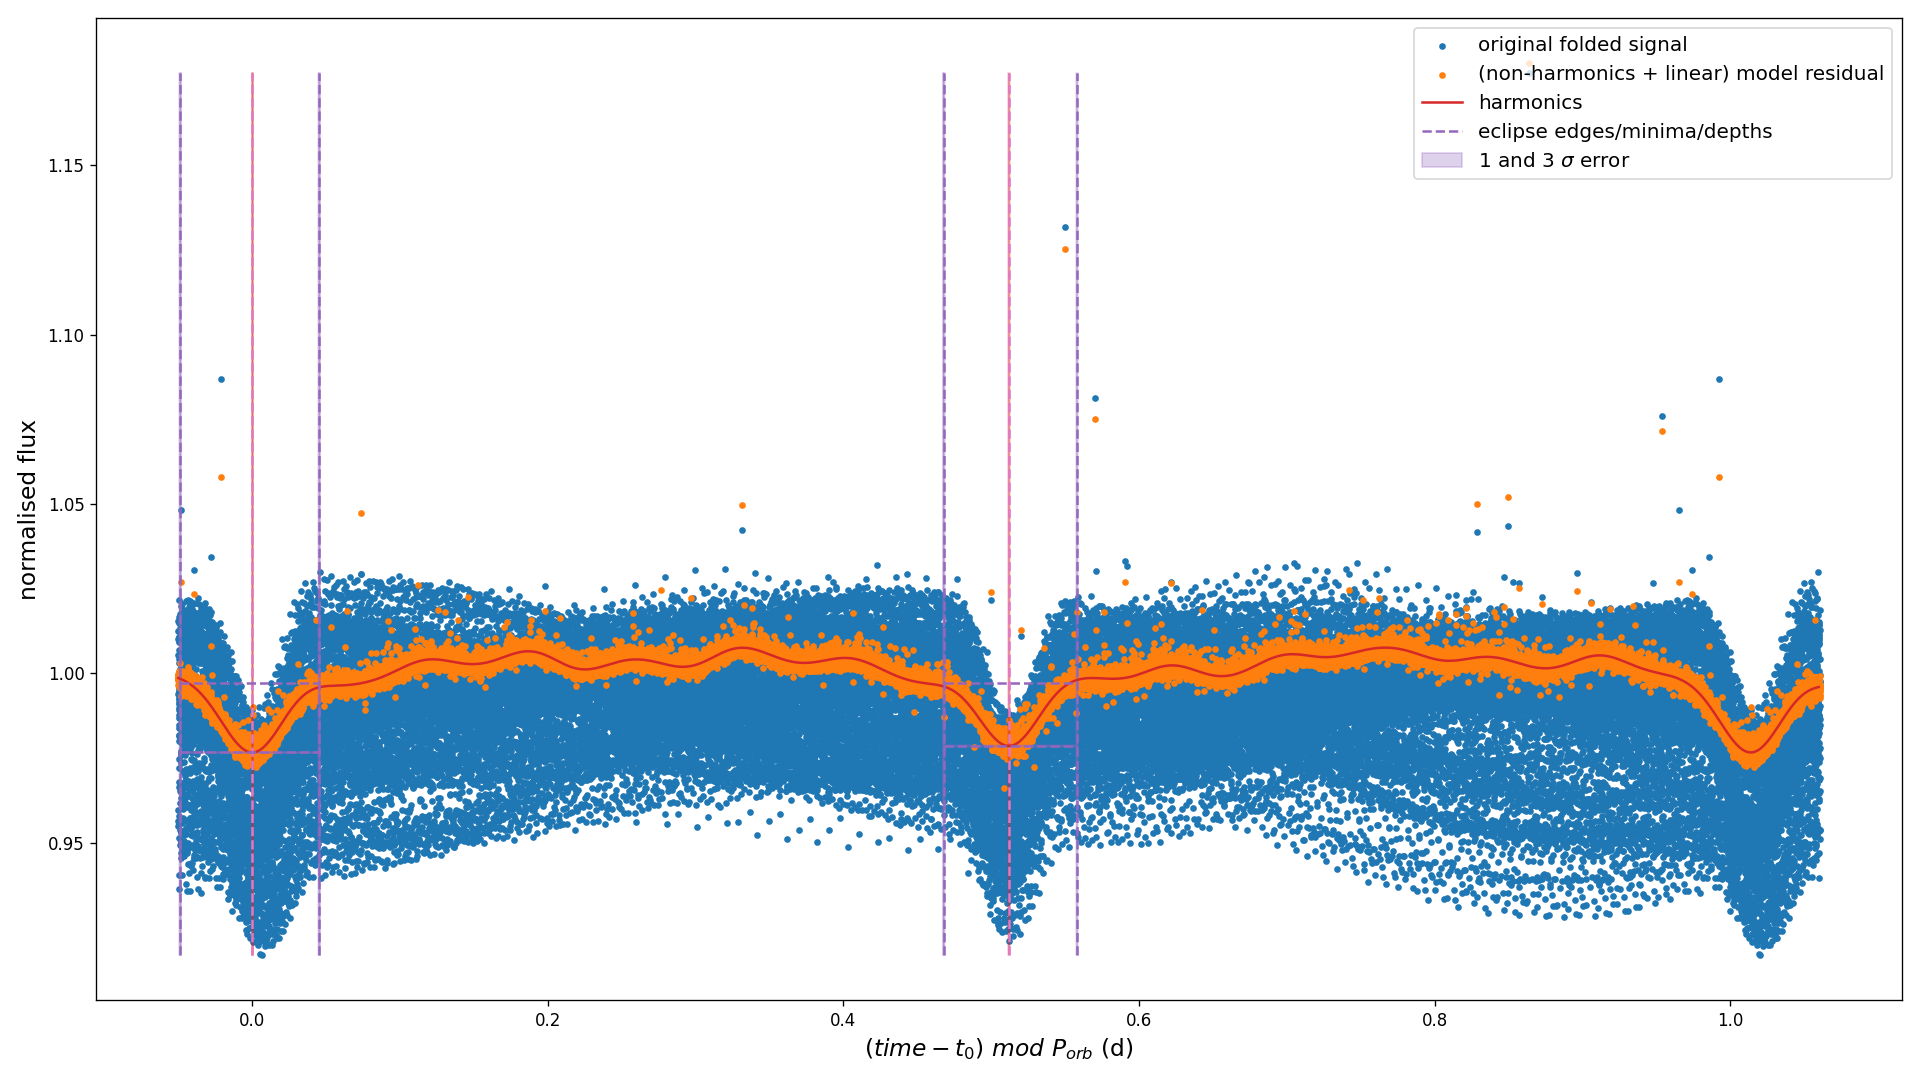 original folded signal
(non-harmonics + linear) model residual
harmonics
eclipse edges/minima/depths
1 and 3 σ error
normalised flux
1.15
1.10
1.05
1.00
0.95
0.0 0.2 0.4 0.6 0.8 1.0
(time − t₀) mod P_orb (d)